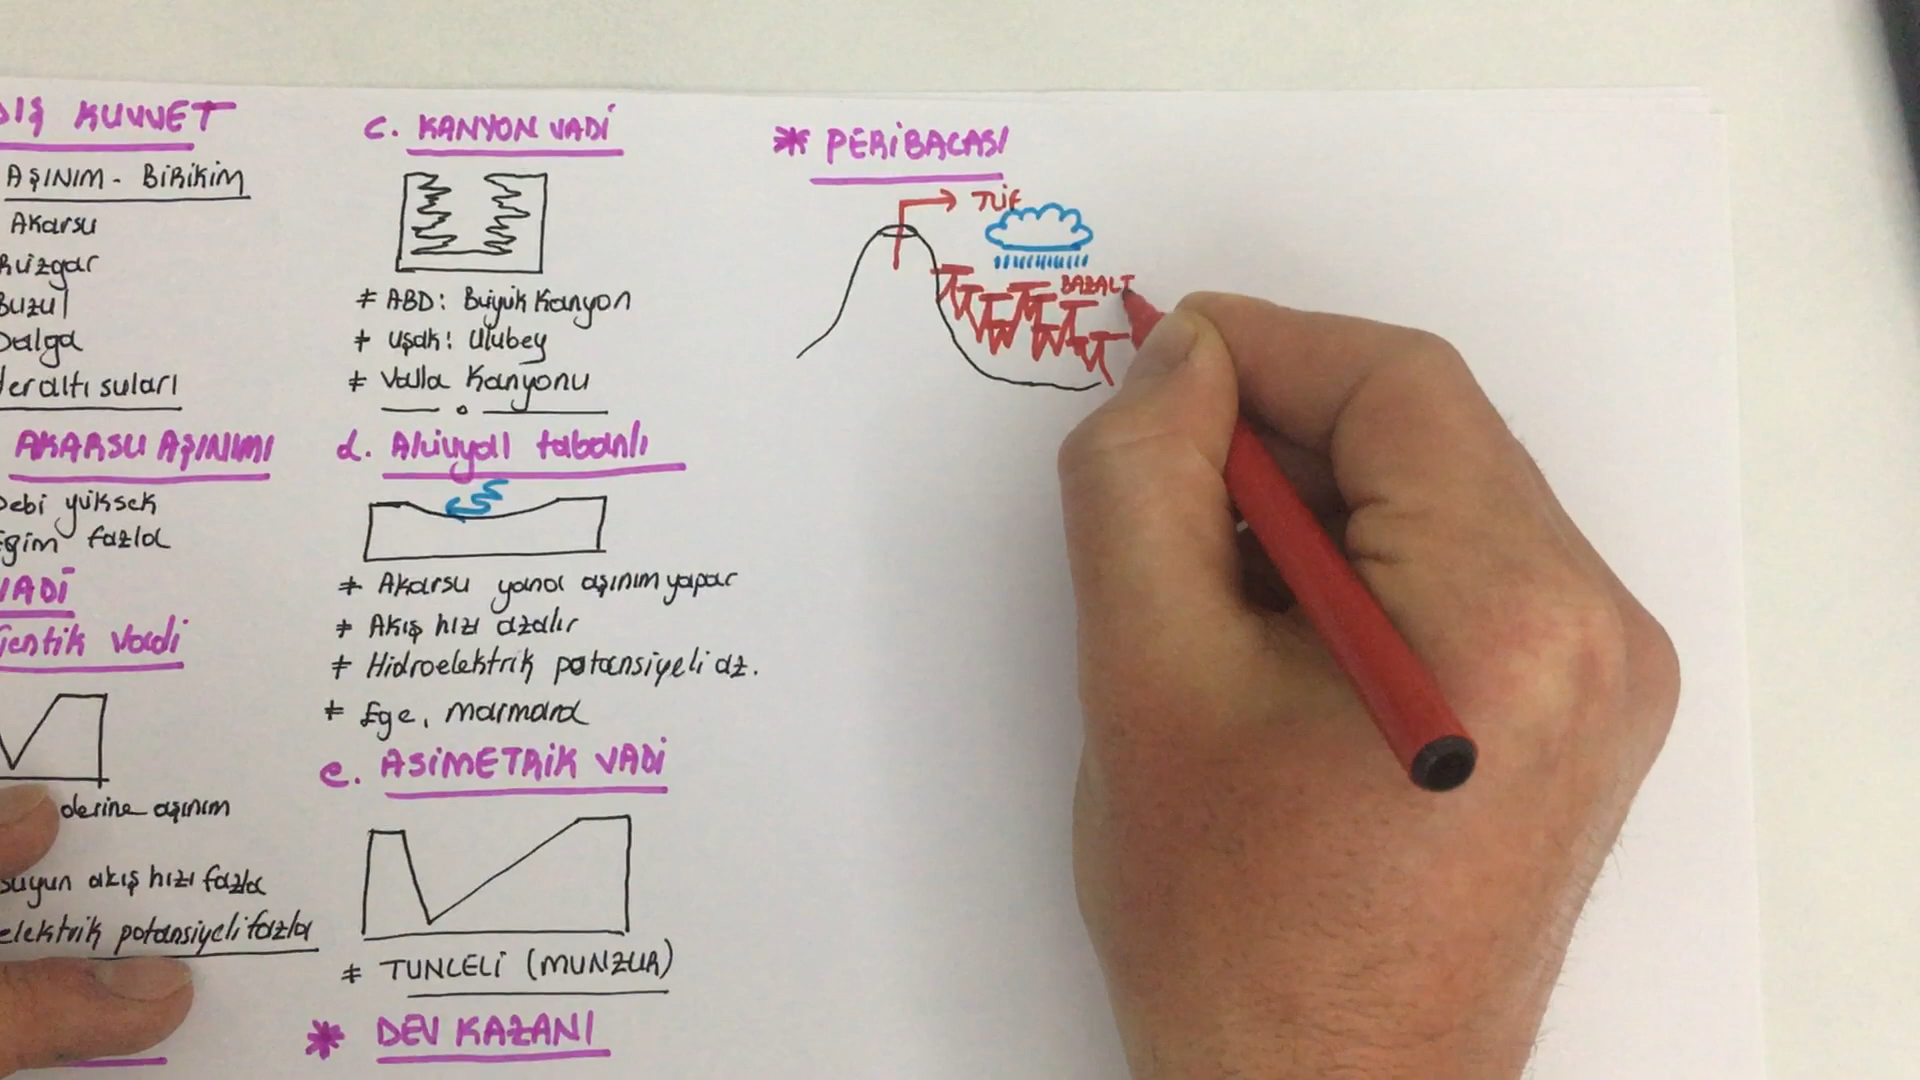 DIŞ KUVVET
AŞINIM - BİRİKİM
Akarsu
Rüzgar
Buzul
Dalga
Yeraltı suları
AKARSU AŞINIMI
Debi yüksek
Eğim fazla
VADİ
Çentik Vadi
derine aşınım
suyun akış hızı fazla
elektrik potansiyeli fazla
C. KANYON VADİ
* ABD: Büyük Kanyon
* Uşak: Ulubey
* Valla Kanyonu
d. Alüvyal tabanlı
* Akarsu yana aşınım yapar
* Akış hızı azalır
* Hidroelektrik potansiyeli az.
* Ege, Marmara
e. ASİMETRİK VADİ
* TUNCELİ (MUNZUR)
* DEV KAZANI
* PERİBACASI
TÜF
BAZALT